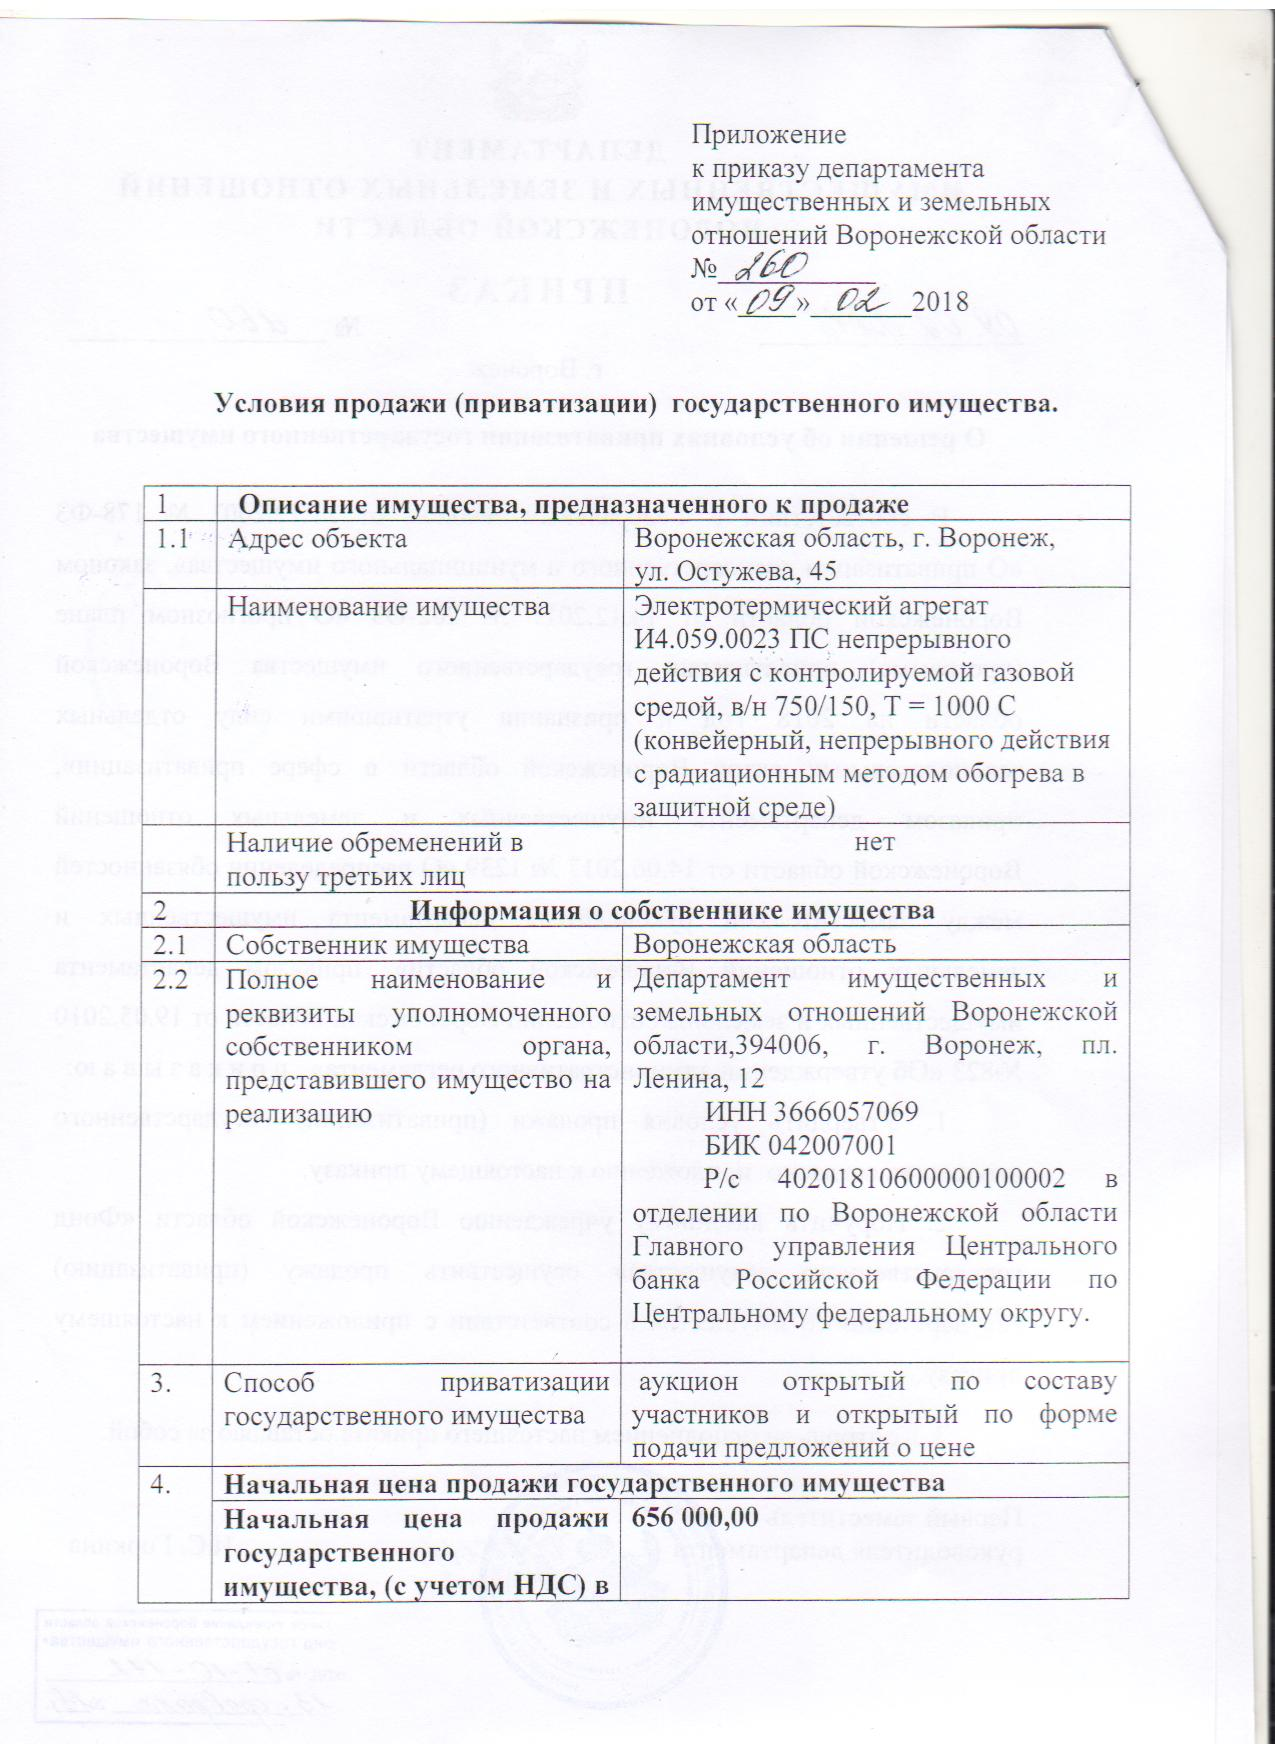 Приложение
к приказу департамента
имущественных и земельных
отношений Воронежской области
№ 260
от «09» 02 2018
Условия продажи (приватизации) государственного имущества.
1 Описание имущества, предназначенного к продаже
1.1 Адрес объекта Воронежская область, г. Воронеж,
ул. Остужева, 45
Наименование имущества Электротермический агрегат
И4.059.0023 ПС непрерывного
действия с контролируемой газовой
средой, в/н 750/150, Т = 1000 С
(конвейерный, непрерывного действия
с радиационным методом обогрева в
защитной среде)
Наличие обременений в нет
пользу третьих лиц
2 Информация о собственнике имущества
2.1 Собственник имущества Воронежская область
2.2 Полное наименование и
реквизиты уполномоченного
собственником органа,
представившего имущество на
реализацию
Департамент имущественных и
земельных отношений Воронежской
области,394006, г. Воронеж, пл.
Ленина, 12
ИНН 3666057069
БИК 042007001
Р/с 40201810600000100002 в
отделении по Воронежской области
Главного управления Центрального
банка Российской Федерации по
Центральному федеральному округу.
3. Способ приватизации
государственного имущества
аукцион открытый по составу
участников и открытый по форме
подачи предложений о цене
4. Начальная цена продажи государственного имущества
Начальная цена продажи 656 000,00
государственного
имущества, (с учетом НДС) в